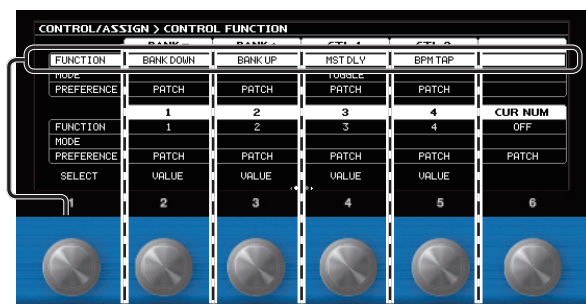 CONTROL/ASSIGN > CONTROL FUNCTION
BANK - BANK + CTL 1 CTL 2
FUNCTION BANK DOWN BANK UP MST DLY BPM TAP
MODE TOGGLE
PREFERENCE PATCH PATCH PATCH PATCH
1 2 3 4 CUR NUM
FUNCTION 1 2 3 4 OFF
MODE
PREFERENCE PATCH PATCH PATCH PATCH PATCH
SELECT VALUE VALUE VALUE VALUE
1 2 3 4 5 6